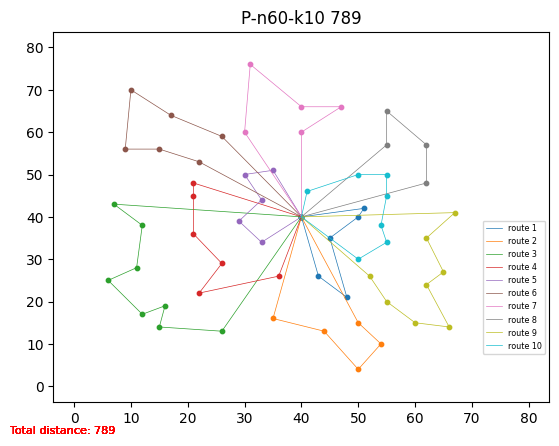 P-n60-k10 789
80
70
60
50
40
30
20
10
0
route 1
route 2
route 3
route 4
route 5
route 6
route 7
route 8
route 9
route 10
0 10 20 30 40 50 60 70 80
Total distance: 789